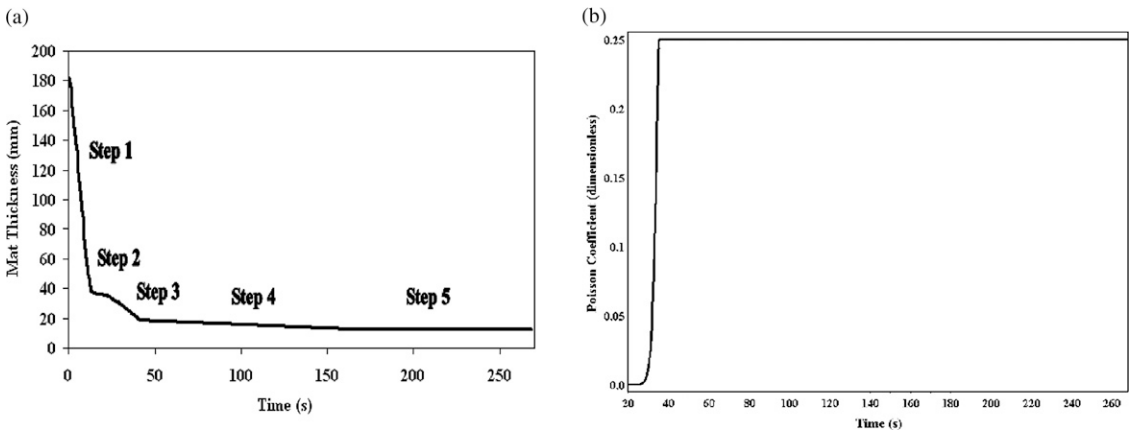 (a)
200
180
160
140
120
100
80
60
40
20
0
Mat Thickness (mm)
Step 1
Step 2
Step 3
Step 4
Step 5
0 50 100 150 200 250
Time (s)
(b)
0.25
0.2
0.15
0.1
0.05
0.0
Poisson Coefficient (dimensionless)
20 40 60 80 100 120 140 160 180 200 220 240 260
Time (s)